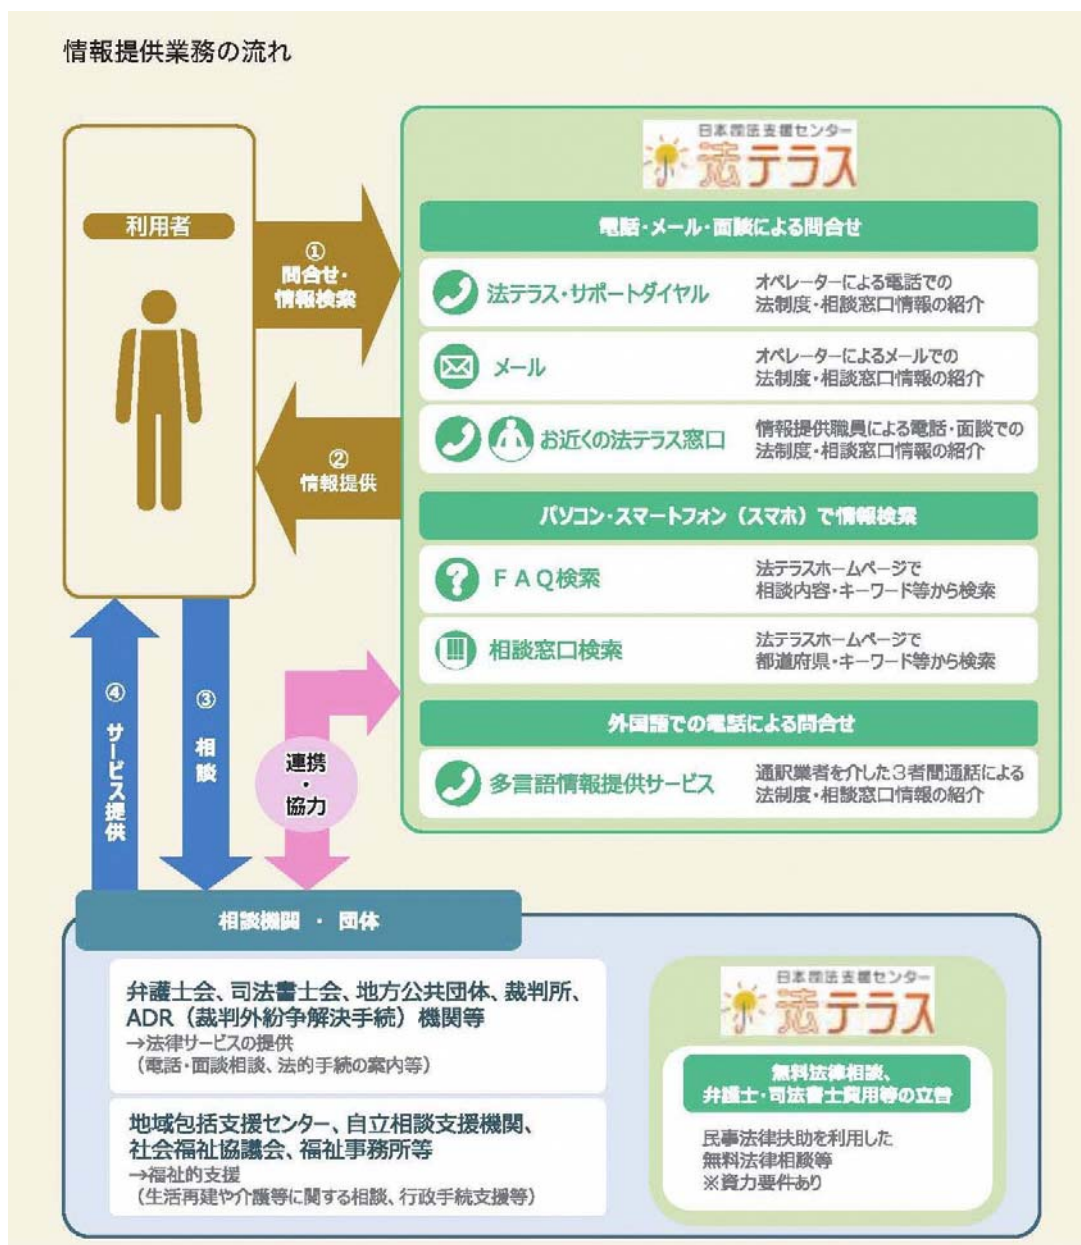 情報提供業務の流れ
利用者
①
問合せ・
情報検索
②
情報提供
日本司法支援センター
法テラス
電話・メール・面談による問合せ
法テラス・サポートダイヤル
オペレーターによる電話での
法制度・相談窓口情報の紹介
メール
オペレーターによるメールでの
法制度・相談窓口情報の紹介
お近くの法テラス窓口
情報提供職員による電話・面談での
法制度・相談窓口情報の紹介
パソコン・スマートフォン（スマホ）で情報検索
ＦＡＱ検索
法テラスホームページで
相談内容・キーワード等から検索
相談窓口検索
法テラスホームページで
都道府県・キーワード等から検索
外国語での電話による問合せ
多言語情報提供サービス
通訳業者を介した３者間通話による
法制度・相談窓口情報の紹介
④ サービス提供
③ 相談
連携
・
協力
相談機関 ・ 団体
弁護士会、司法書士会、地方公共団体、裁判所、
ADR（裁判外紛争解決手続）機関等
→法律サービスの提供
（電話・面談相談、法的手続の案内等）
地域包括支援センター、自立相談支援機関、
社会福祉協議会、福祉事務所等
→福祉的支援
（生活再建や介護等に関する相談、行政手続支援等）
日本司法支援センター
法テラス
無料法律相談、
弁護士・司法書士費用等の立替
民事法律扶助を利用した
無料法律相談等
※資力要件あり